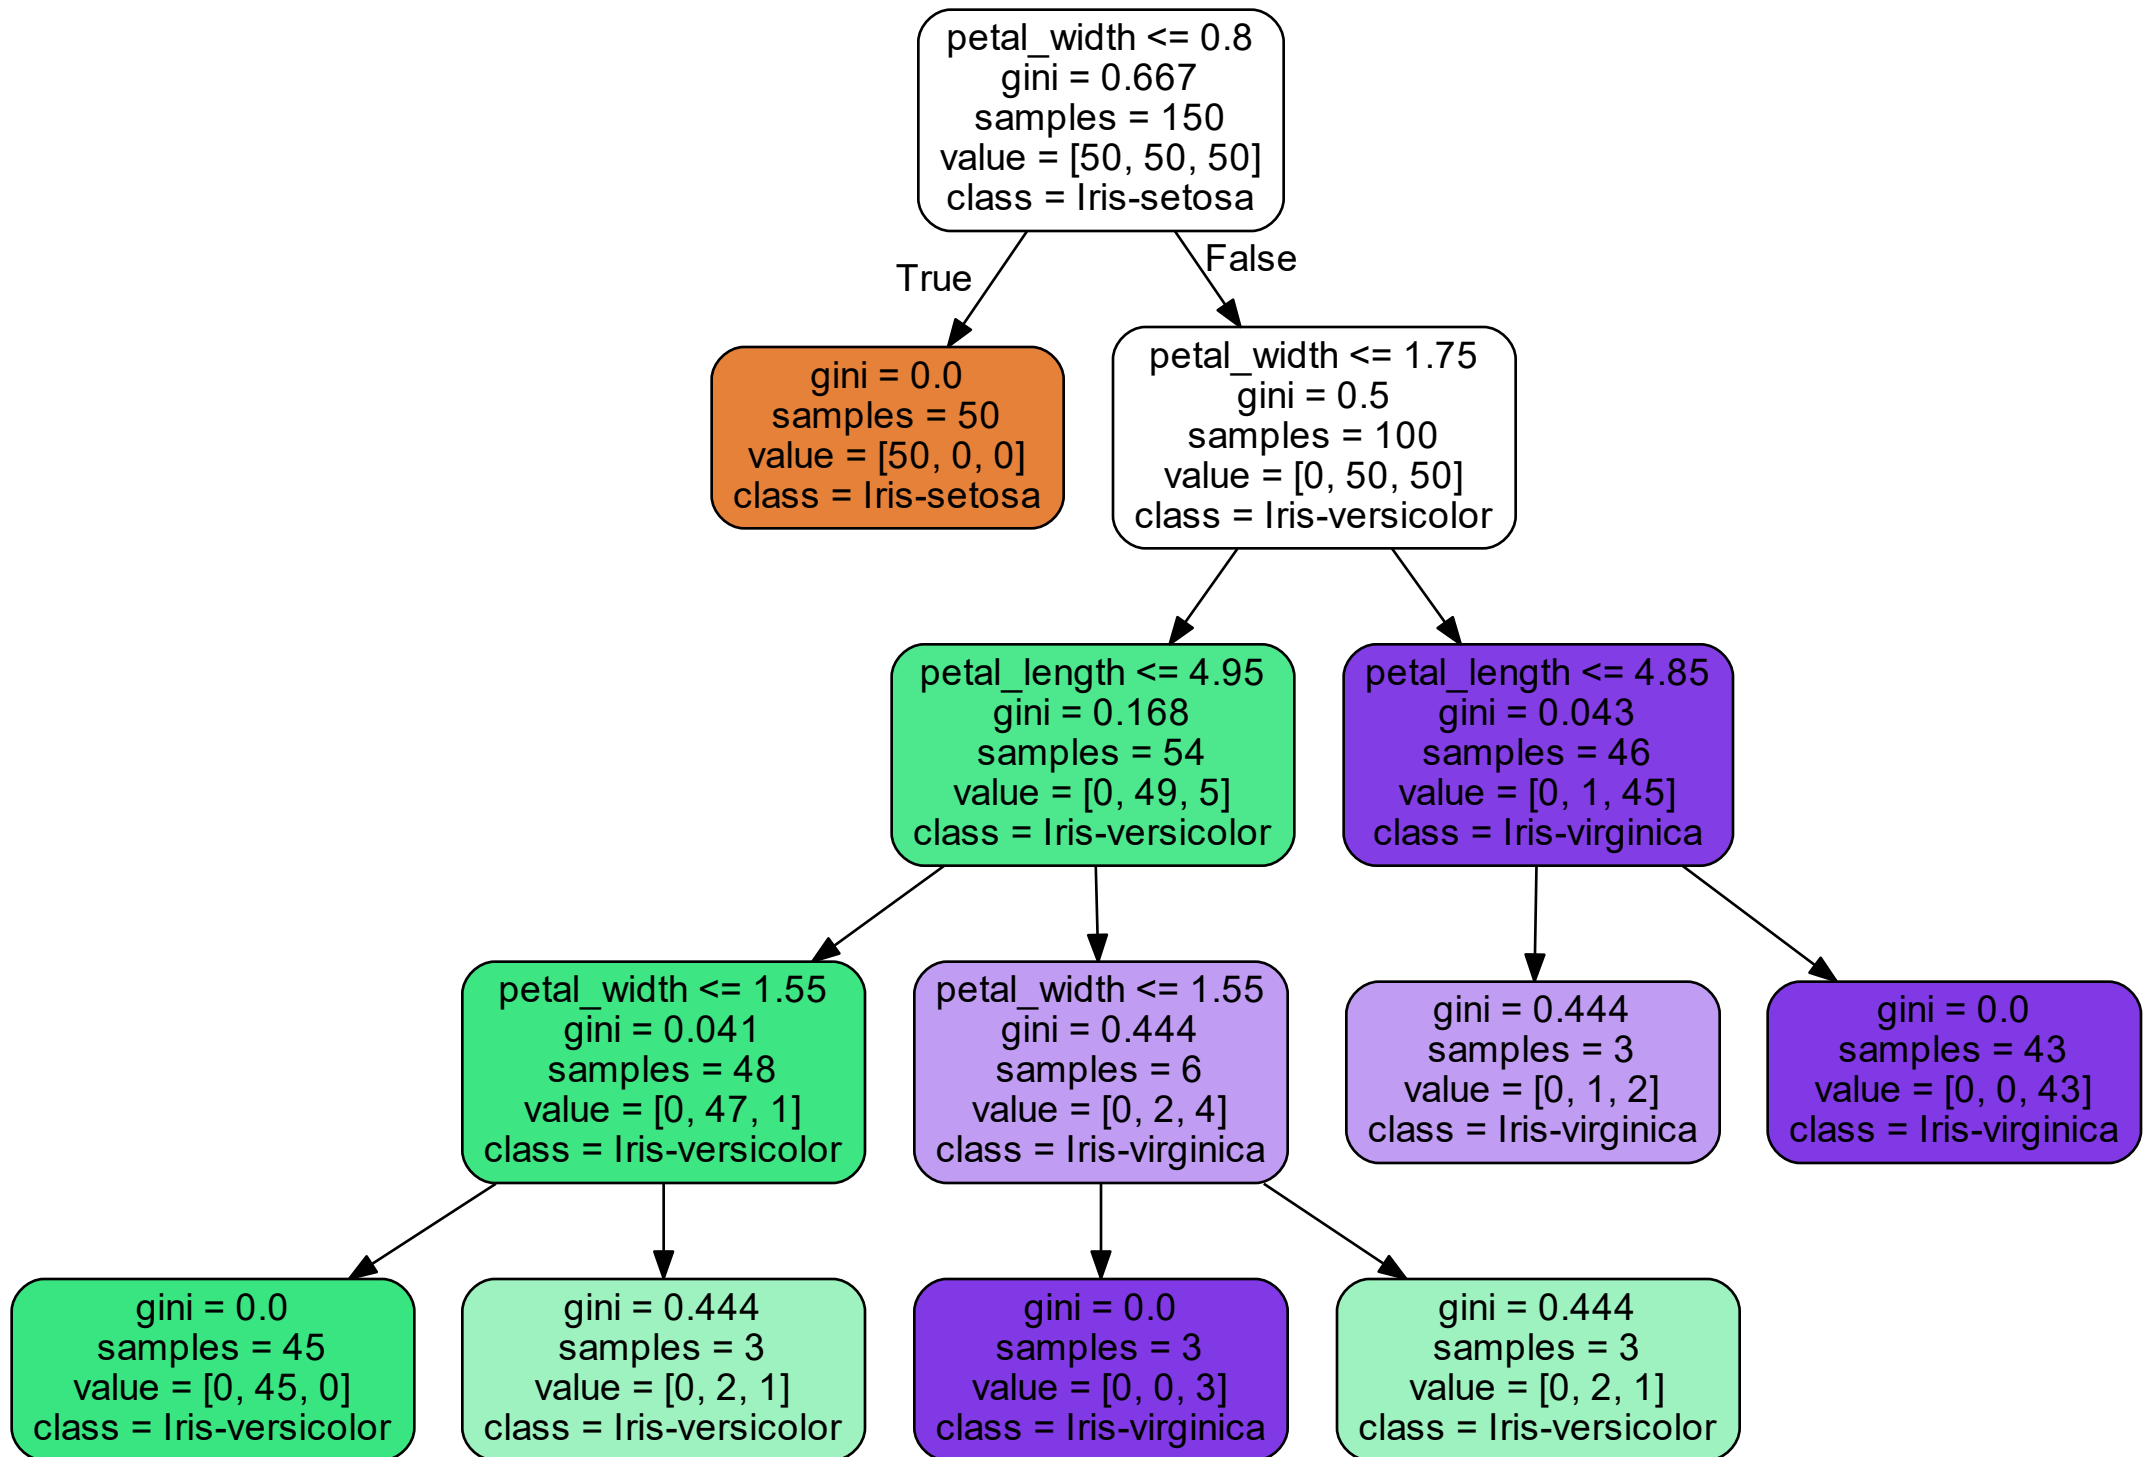 petal_width <= 0.8
gini = 0.667
samples = 150
value = [50, 50, 50]
class = Iris-setosa
True
False
gini = 0.0
samples = 50
value = [50, 0, 0]
class = Iris-setosa
petal_width <= 1.75
gini = 0.5
samples = 100
value = [0, 50, 50]
class = Iris-versicolor
petal_length <= 4.95
gini = 0.168
samples = 54
value = [0, 49, 5]
class = Iris-versicolor
petal_length <= 4.85
gini = 0.043
samples = 46
value = [0, 1, 45]
class = Iris-virginica
petal_width <= 1.55
gini = 0.041
samples = 48
value = [0, 47, 1]
class = Iris-versicolor
petal_width <= 1.55
gini = 0.444
samples = 6
value = [0, 2, 4]
class = Iris-virginica
gini = 0.444
samples = 3
value = [0, 1, 2]
class = Iris-virginica
gini = 0.0
samples = 43
value = [0, 0, 43]
class = Iris-virginica
gini = 0.0
samples = 45
value = [0, 45, 0]
class = Iris-versicolor
gini = 0.444
samples = 3
value = [0, 2, 1]
class = Iris-versicolor
gini = 0.0
samples = 3
value = [0, 0, 3]
class = Iris-virginica
gini = 0.444
samples = 3
value = [0, 2, 1]
class = Iris-versicolor